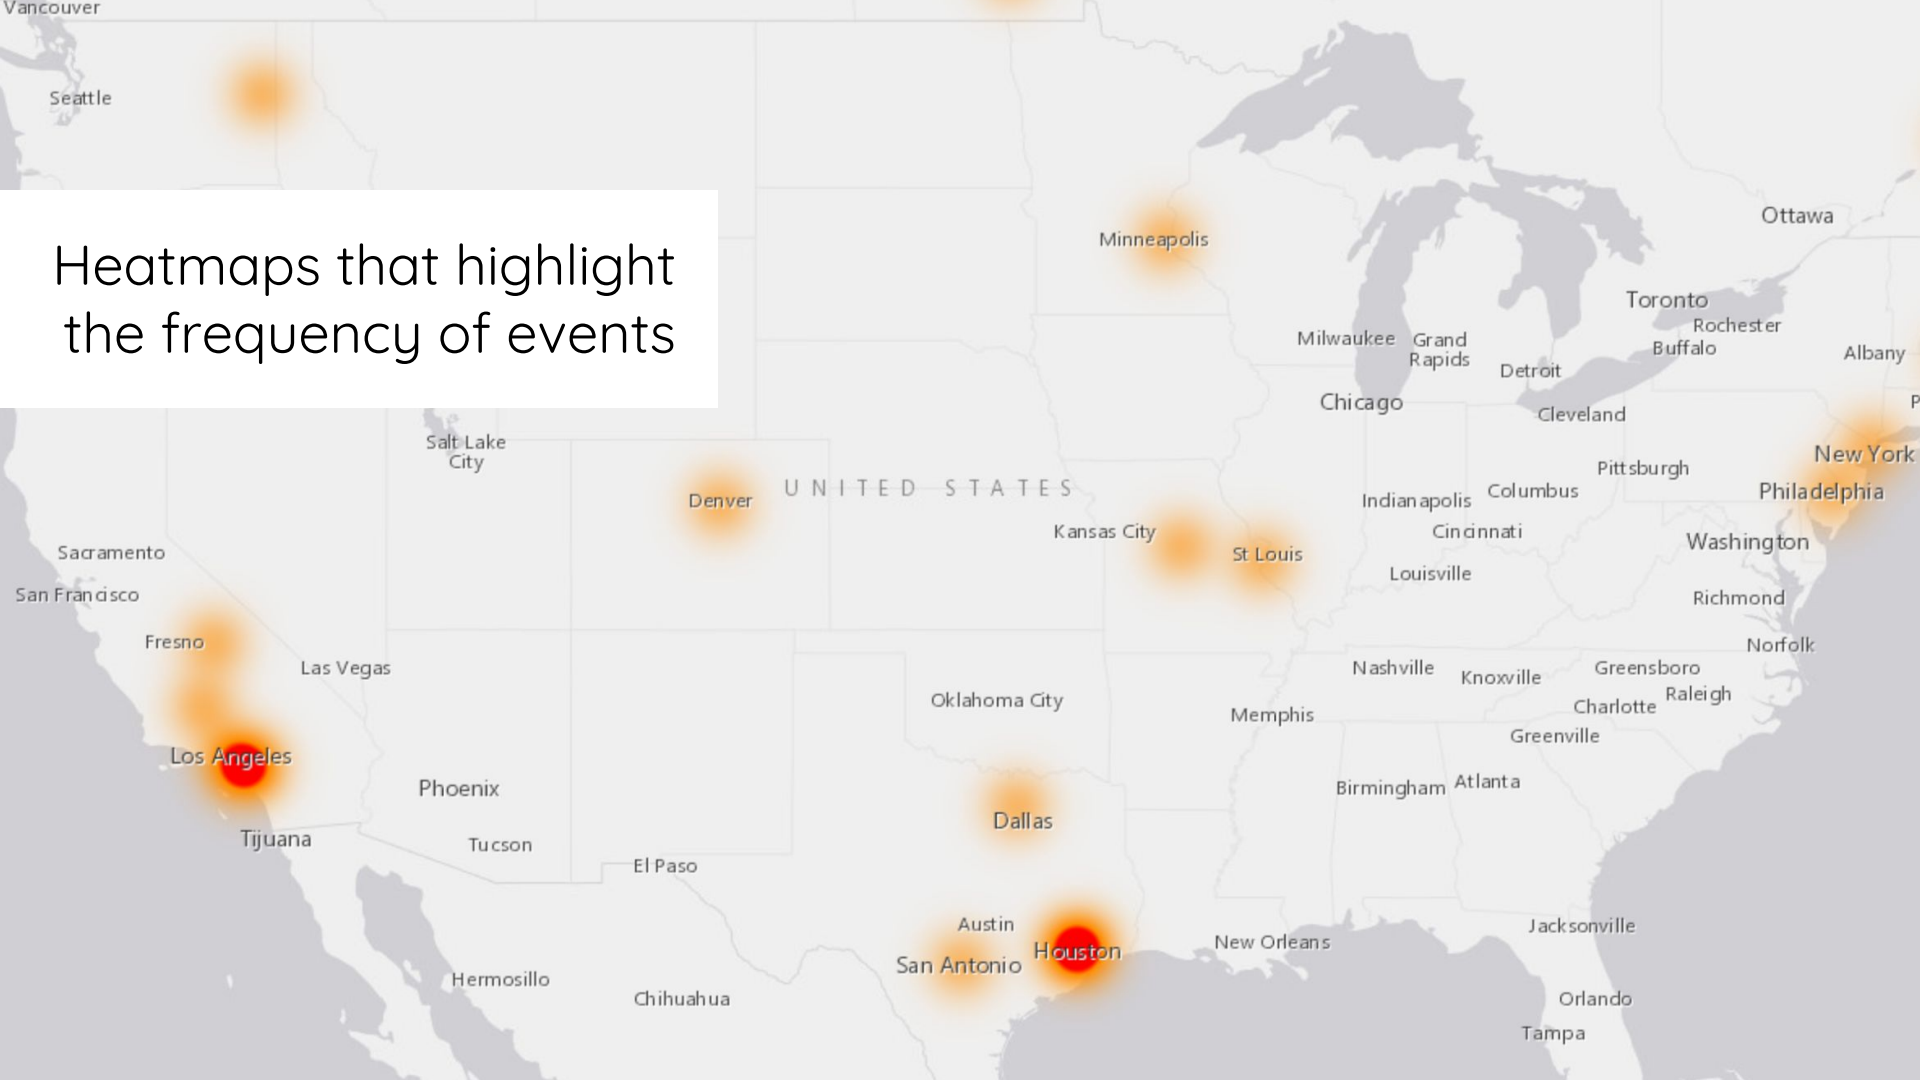 Vancouver
Seattle
Heatmaps that highlight
the frequency of events
Minneapolis
Ottawa
Toronto
Rochester
Buffalo
Milwaukee
Grand
Rapids
Detroit
Albany
Chicago
Cleveland
P
Salt Lake
City
New York
Pittsburgh
Denver
UNITED STATES
Indianapolis
Columbus
Philadelphia
Kansas City
Cincinnati
Washington
Sacramento
St Louis
Louisville
San Francisco
Richmond
Fresno
Norfolk
Las Vegas
Nashville
Knoxville
Greensboro
Raleigh
Oklahoma City
Charlotte
Memphis
Greenville
Los Angeles
Phoenix
Birmingham
Atlanta
Dallas
Tijuana
Tucson
El Paso
Austin
Jacksonville
Houston
New Orleans
San Antonio
Hermosillo
Chihuahua
Orlando
Tampa